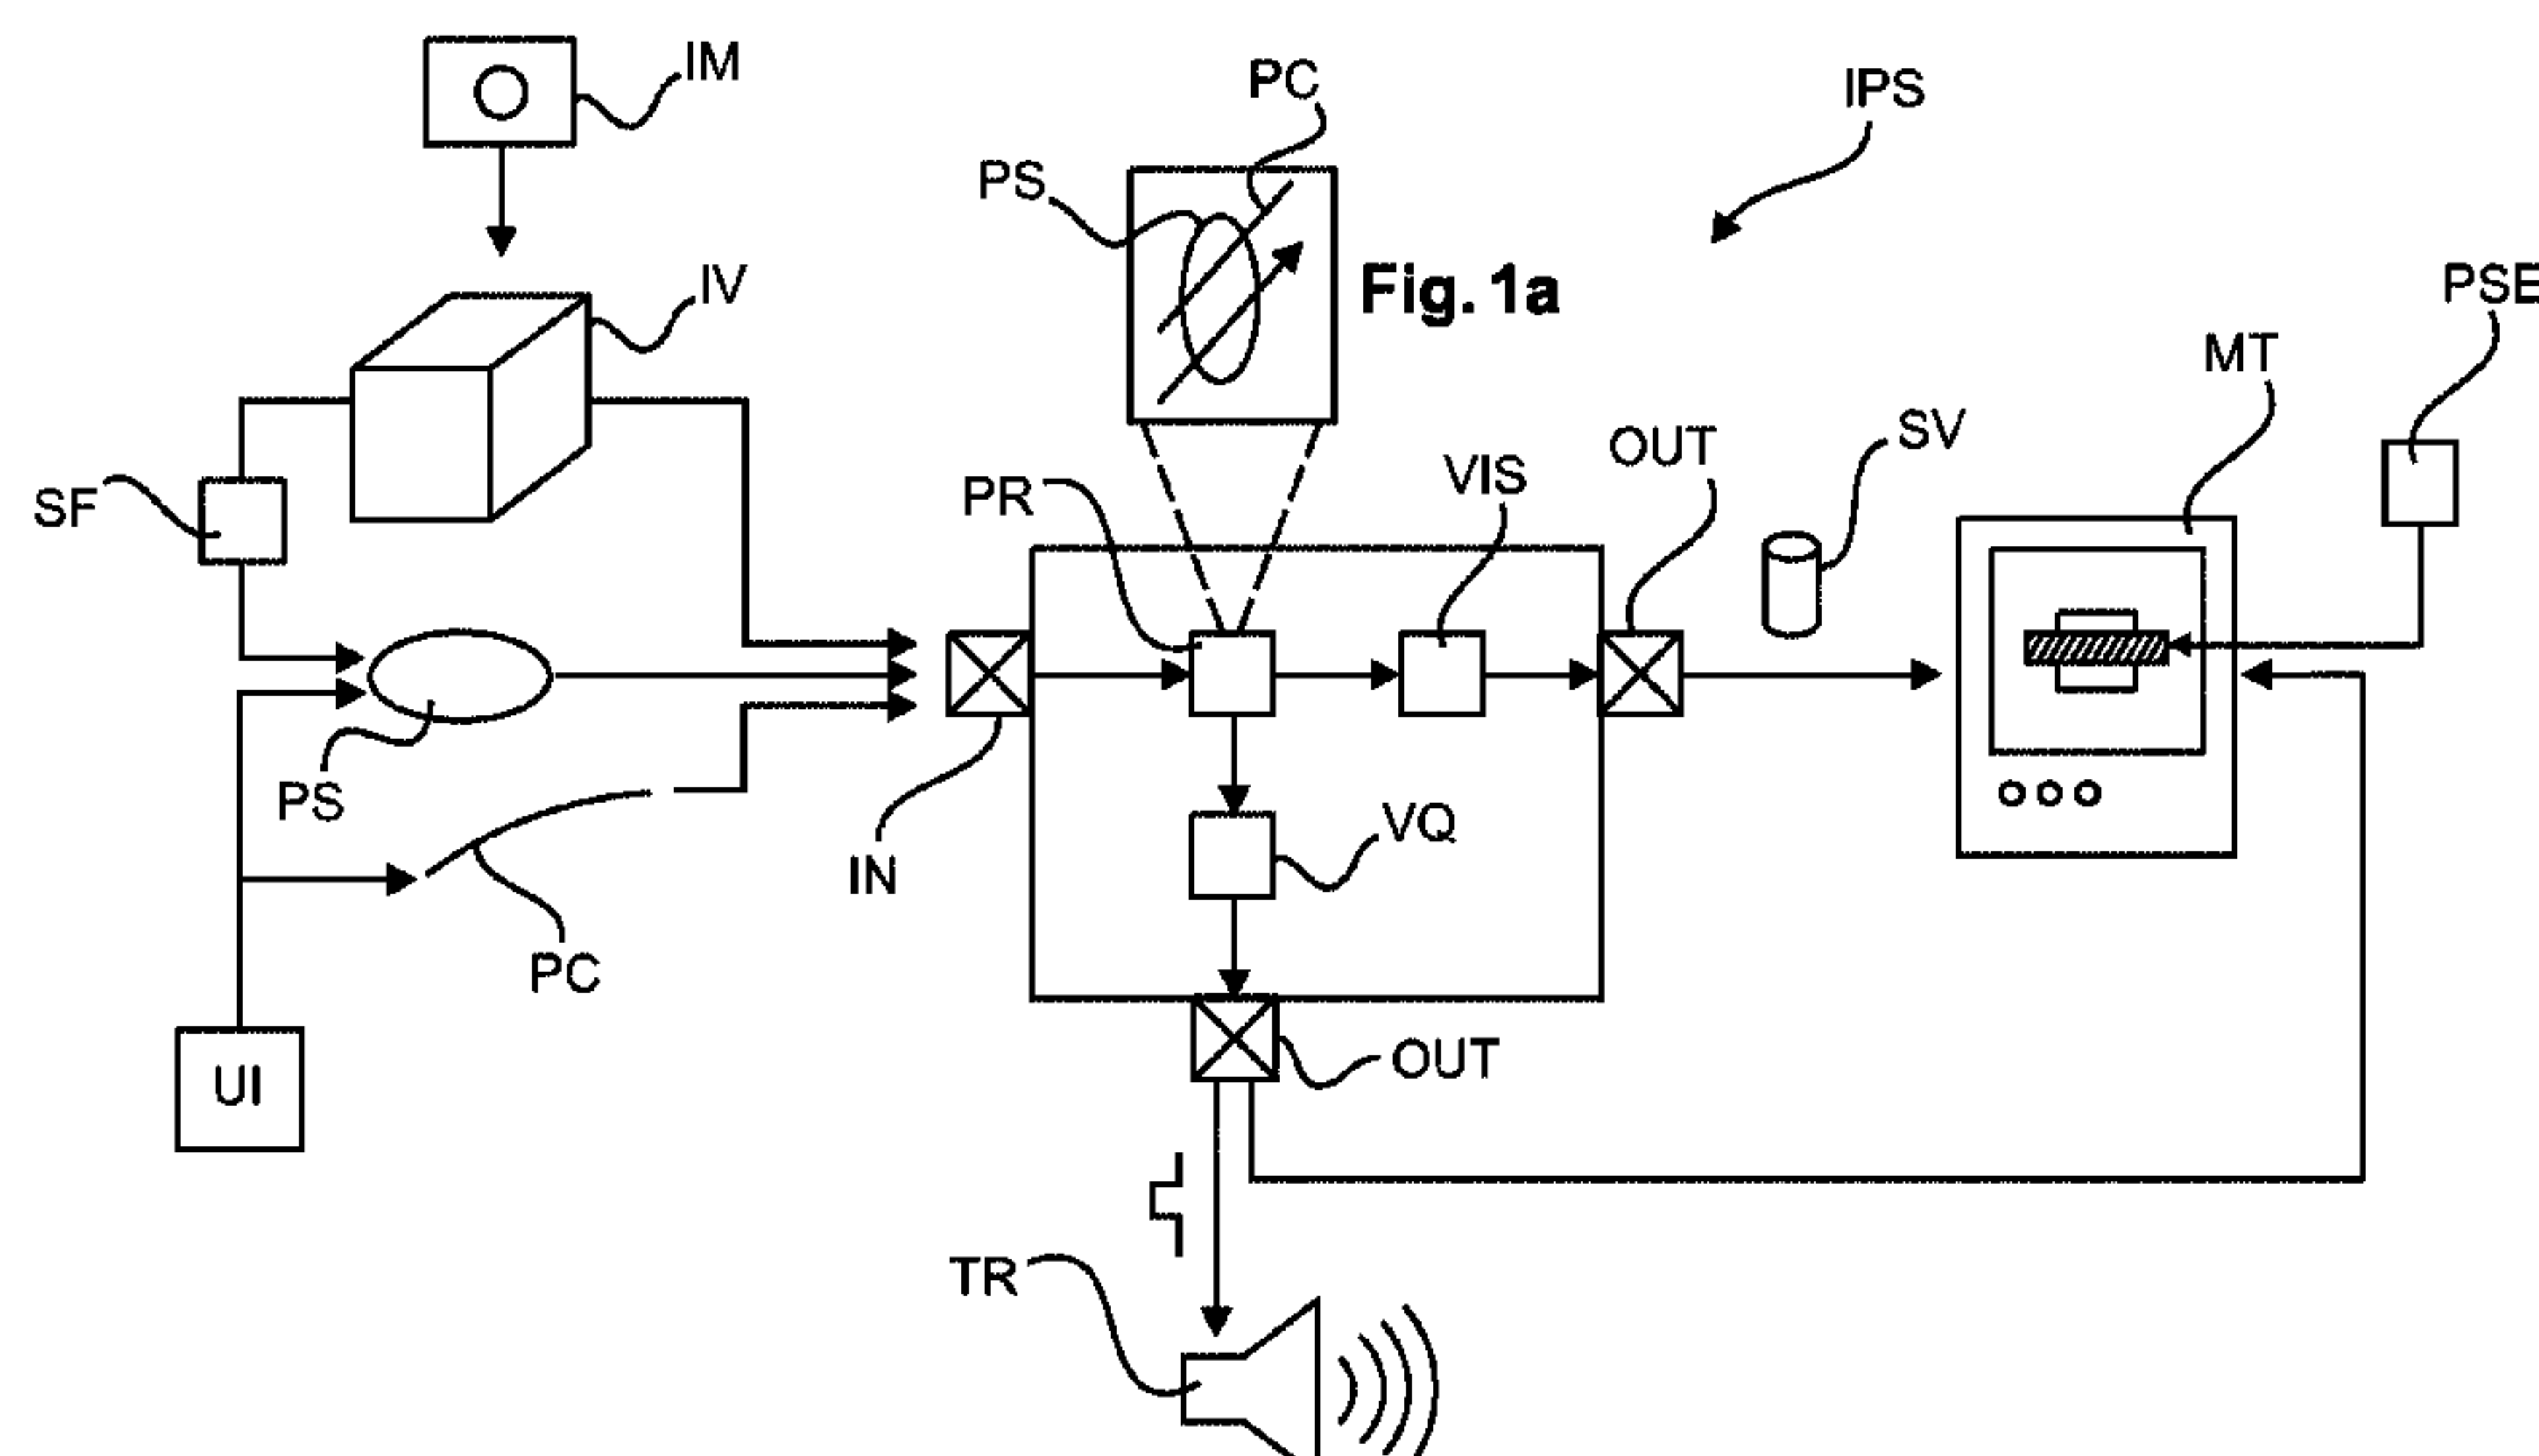 IM
PC
IPS
PS
IV
Fig. 1a
PSE
MT
SV
OUT
VIS
PR
SF
PS
VQ
IN
PC
OUT
UI
TR